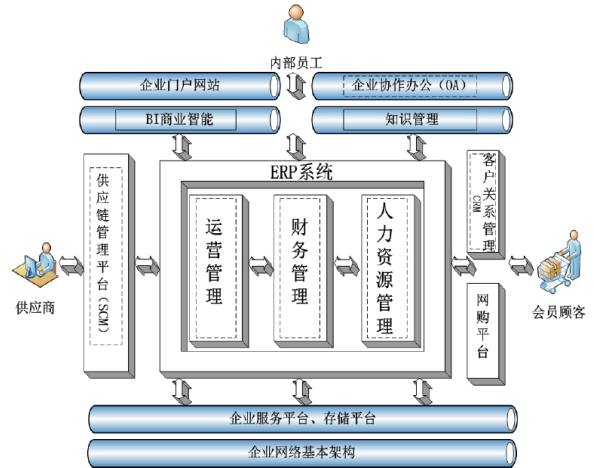 内部员工
企业门户网站
企业协作办公（OA）
BI商业智能
知识管理
ERP系统
供应链管理平台（SCM）
运营管理
财务管理
人力资源管理
客户关系管理
CRM
网购平台
供应商
会员顾客
企业服务平台、存储平台
企业网络基本架构